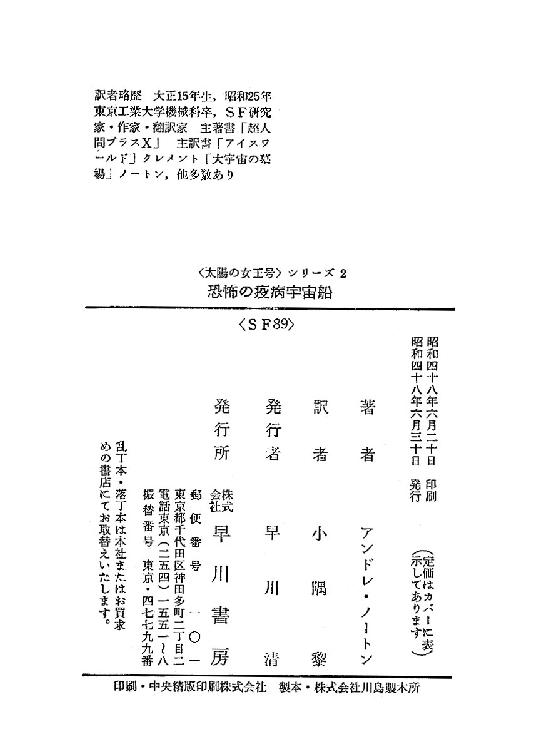 訳者略歴　大正15年生，昭和25年
東京工業大学機械科卒，ＳＦ研究
家・作家・翻訳家　主著書「超人
間プラスＸ」　主訳書「アイスワ
ールド」クレメント「大宇宙の墓
場」ノートン，他多数あり
〈太陽の女王号〉シリーズ 2
恐怖の疫病宇宙船
〈ＳＦ89〉
昭和四十八年六月二十日　印刷
昭和四十八年六月三十日　発行
（定価はカバーに表
示してあります）
著者　アンドレ・ノートン
訳者　小隅黎
発行者　早川清
発行所　株式会社　早川書房
郵便番号　一〇一
東京都千代田区神田多町二丁目二
電話東京（二五四）一五五一～八
振替番号　東京・四七七九九番
乱丁本・落丁本は本社またはお買求
めの書店にてお取替えいたします。
印刷・中央精版印刷株式会社　製本・株式会社川島製本所